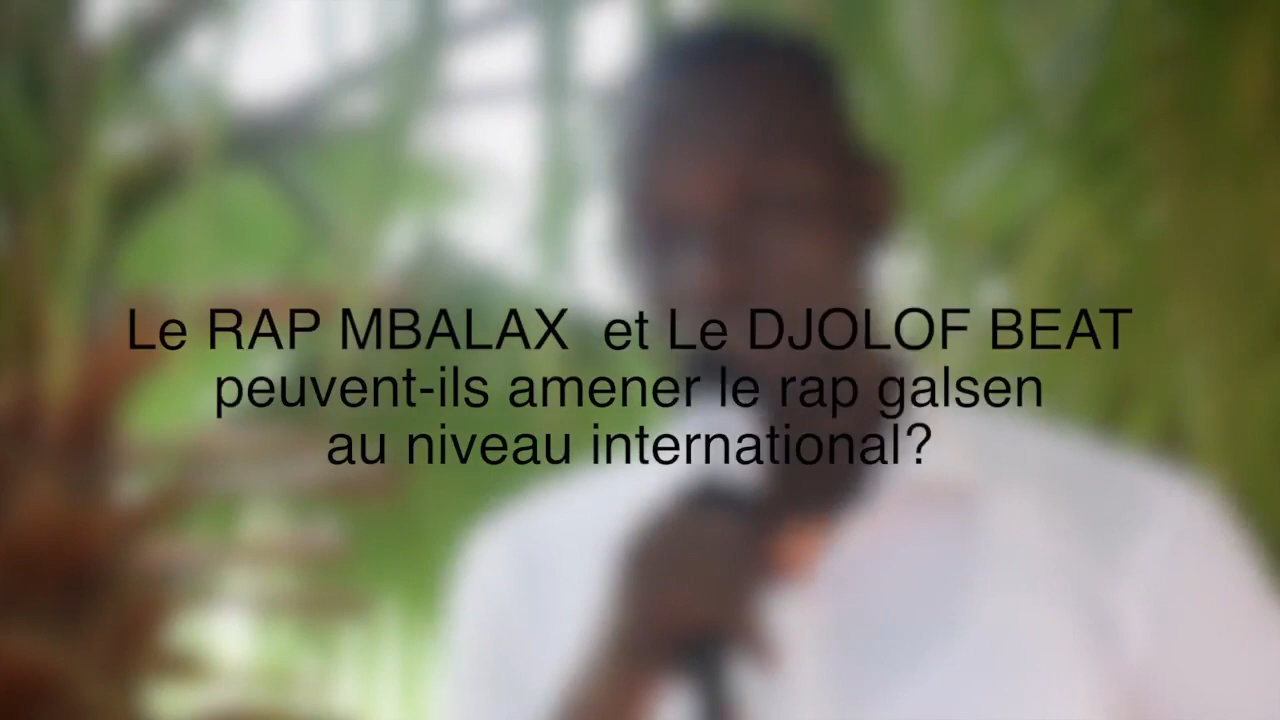 Le RAP MBALAX et Le DJOLOF BEAT
peuvent-ils amener le rap galsen
au niveau international?